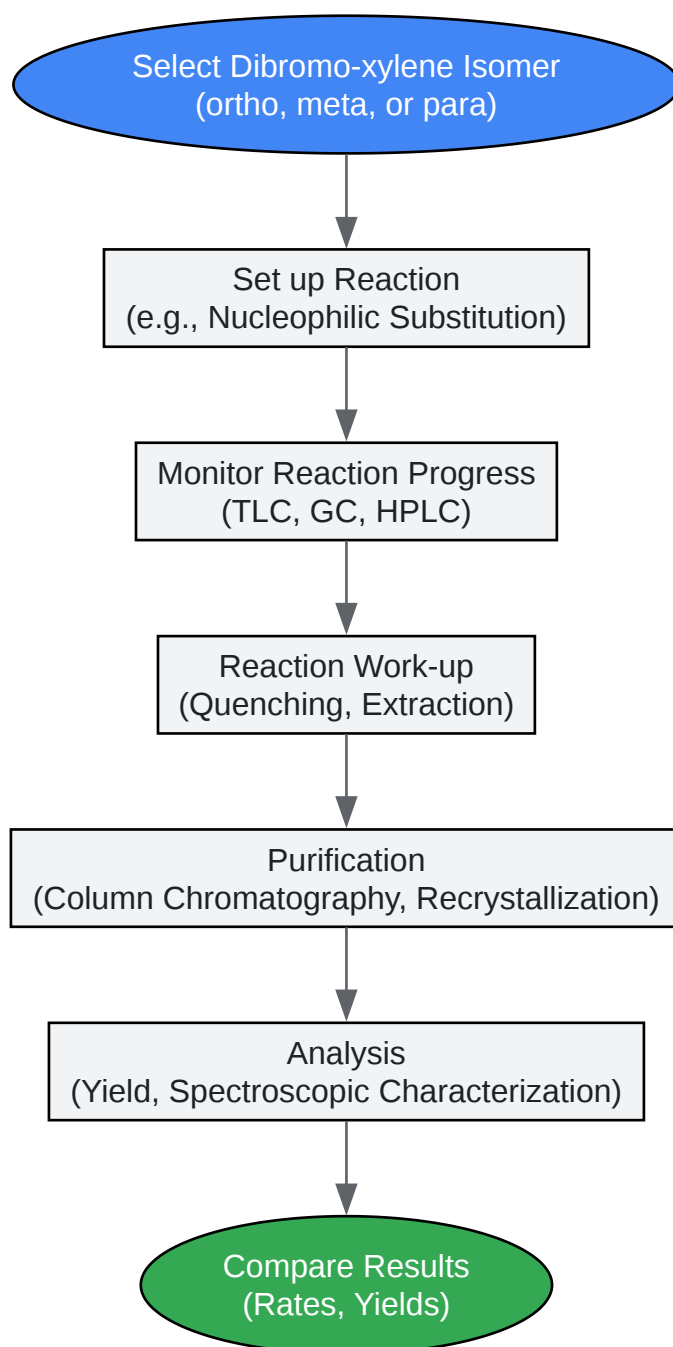 Select Dibromo-xylene Isomer
(ortho, meta, or para)
Set up Reaction
(e.g., Nucleophilic Substitution)
Monitor Reaction Progress
(TLC, GC, HPLC)
Reaction Work-up
(Quenching, Extraction)
Purification
(Column Chromatography, Recrystallization)
Analysis
(Yield, Spectroscopic Characterization)
Compare Results
(Rates, Yields)